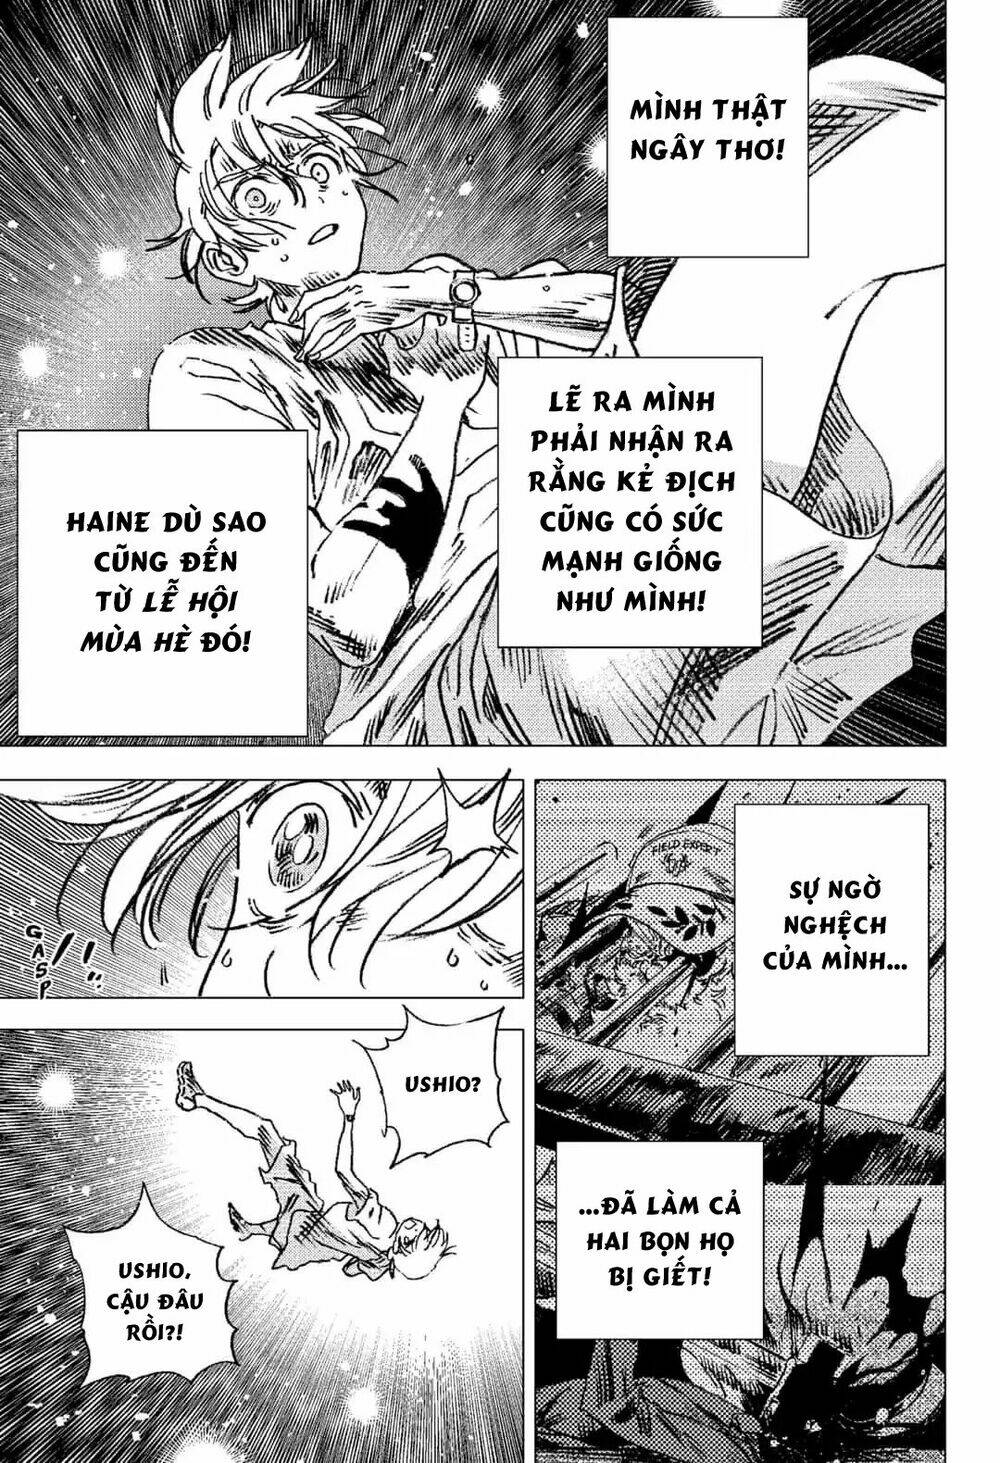 MÌNH THẬT
NGÂY THƠ!
LẼ RA MÌNH
PHẢI NHẬN RA
RẰNG KẺ ĐỊCH
CŨNG CÓ SỨC
MẠNH GIỐNG
NHƯ MÌNH!
HAINE DÙ SAO
CŨNG ĐẾN
TỪ LỄ HỘI
MÙA HÈ ĐÓ!
FIELD EXPERT
SỰ NGỜ
NGHỆCH
CỦA MÌNH...
...ĐÃ LÀM CẢ
HAI BỌN HỌ
BỊ GIẾT!
GASP
USHIO?
USHIO,
CẬU ĐÂU
RỒI?!